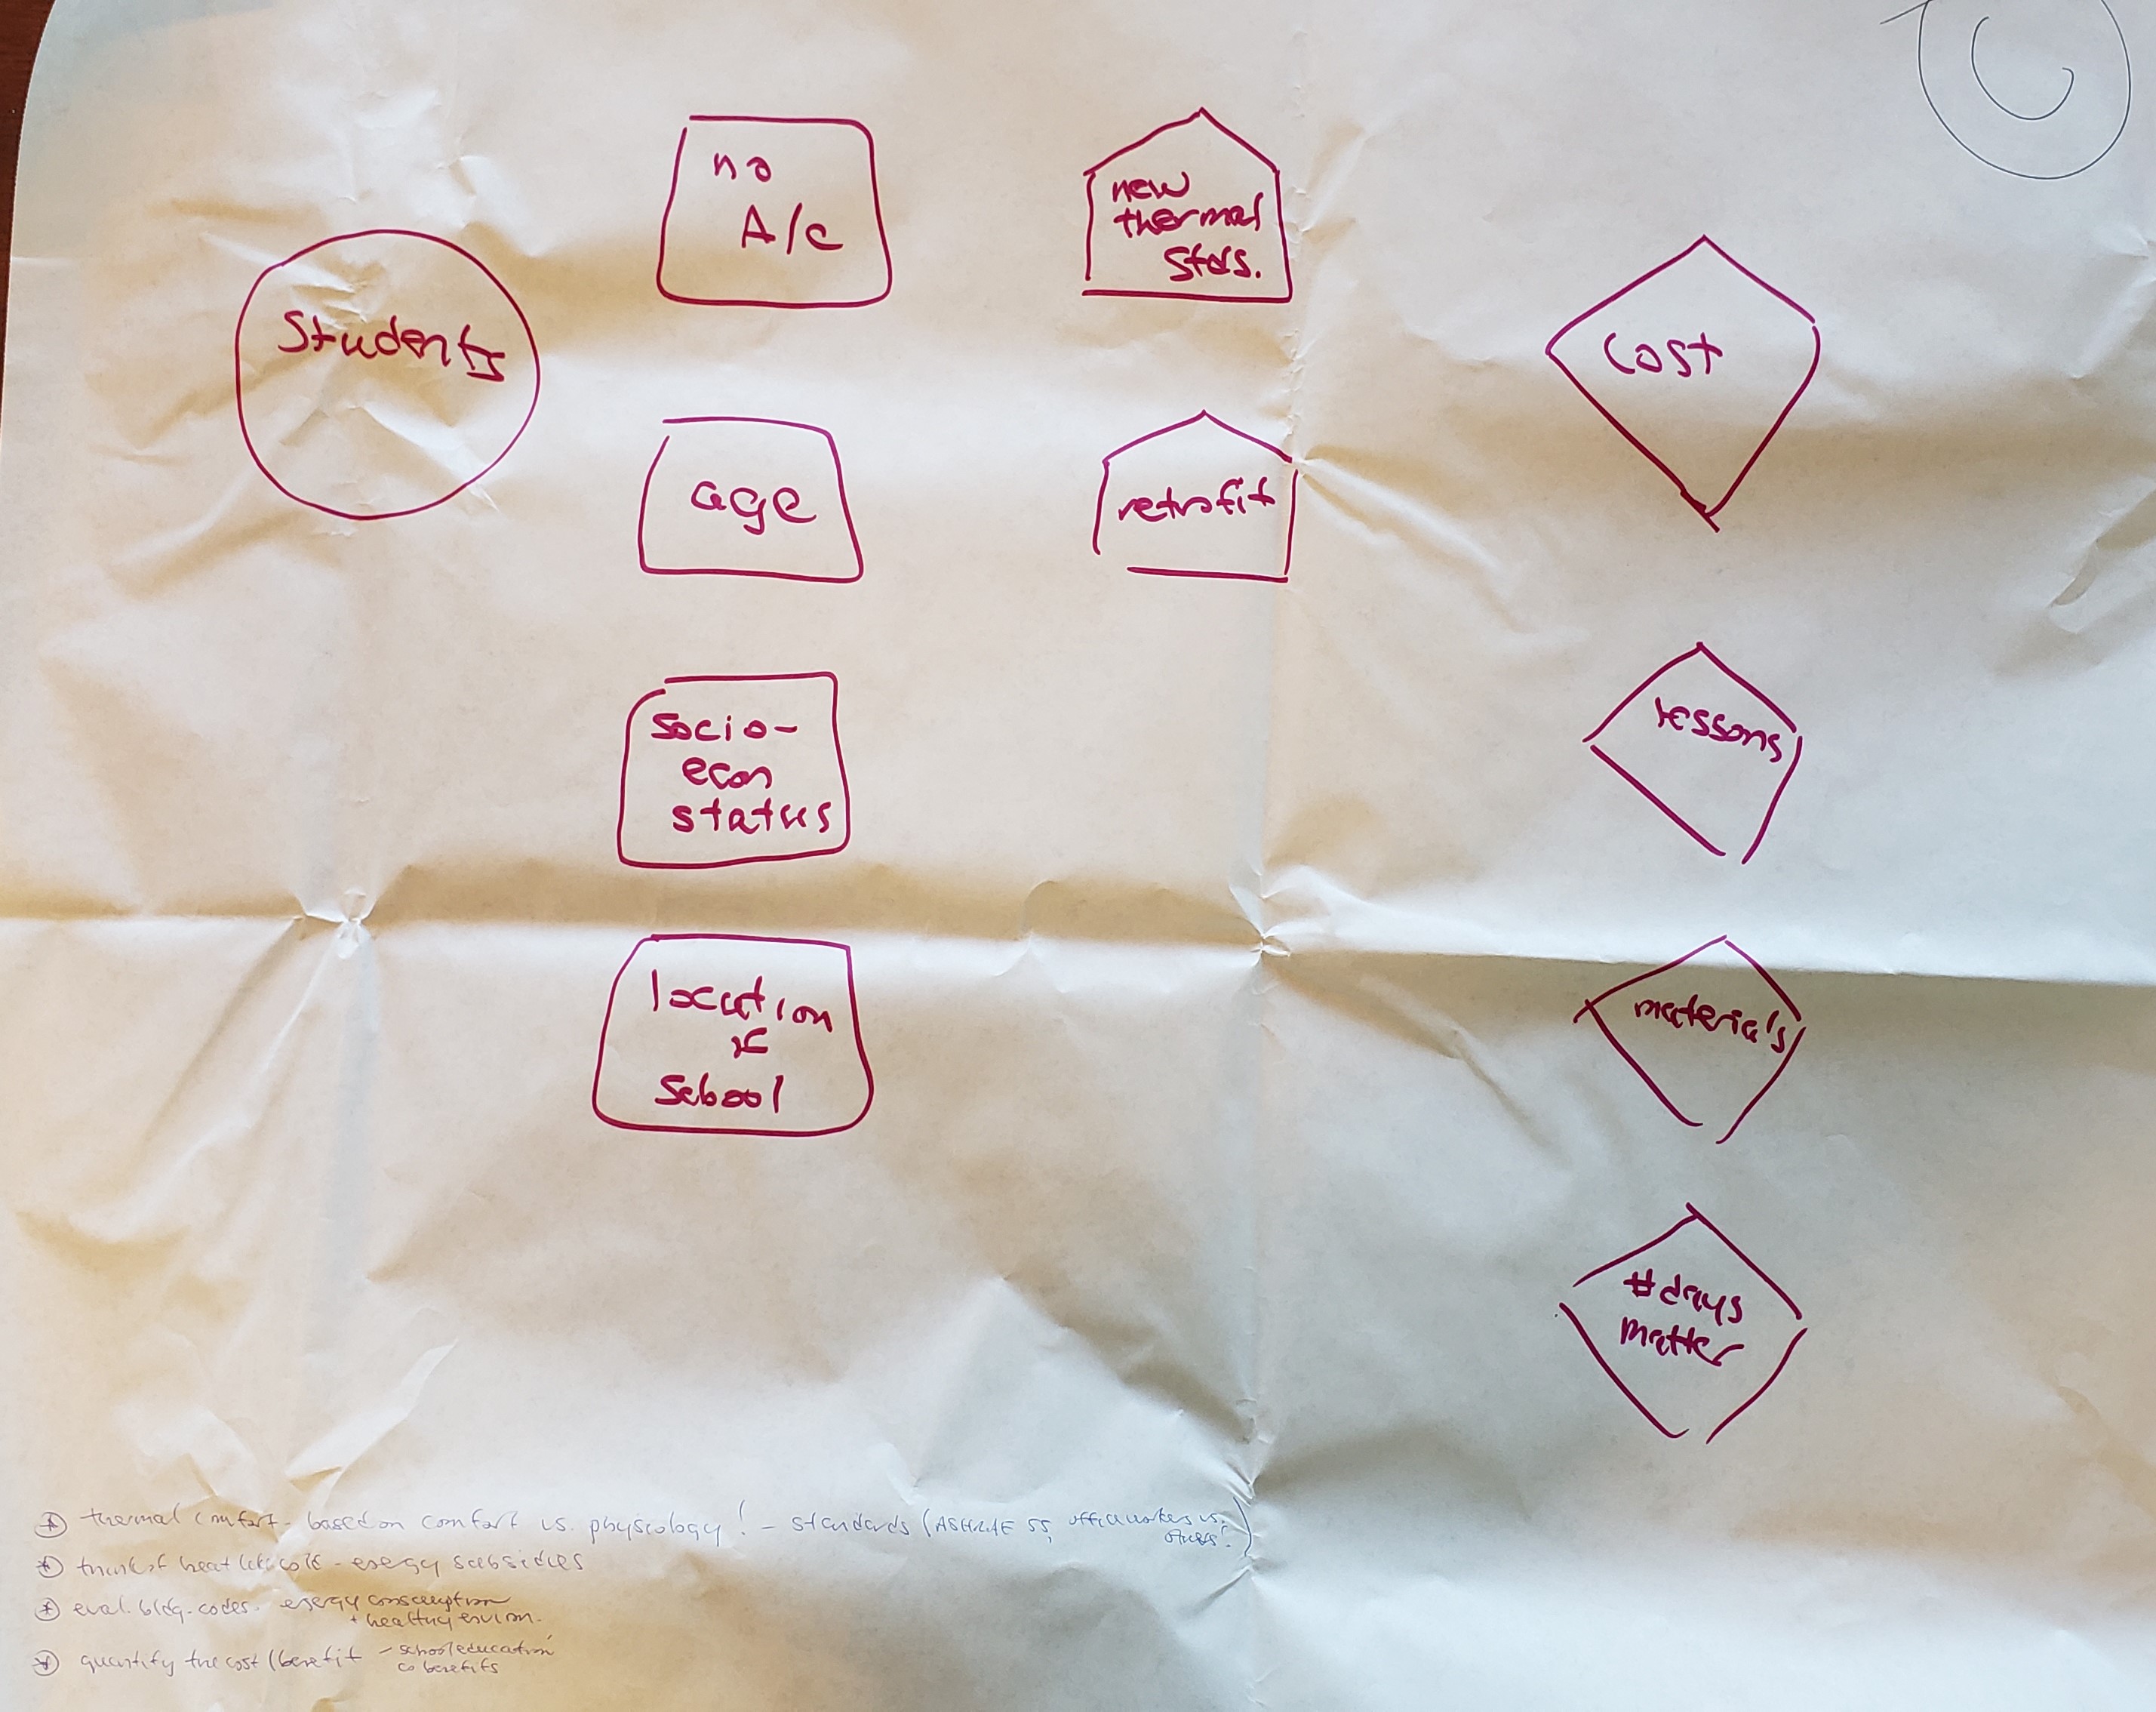 Students
no
A/c
age
socio-
econ
status
location
of
school
new
thermal
stds.
retrofit
cost
lessons
materials
# days
matter
thermal comfort - based on comfort vs. physiology! - standards (ASHRAE 55, office workers vs.
others?)
think of heat like cold - energy subsidies
eval. bldg. codes - energy consumption
+ healthy environ.
quantify the cost/benefit - school education
co benefits